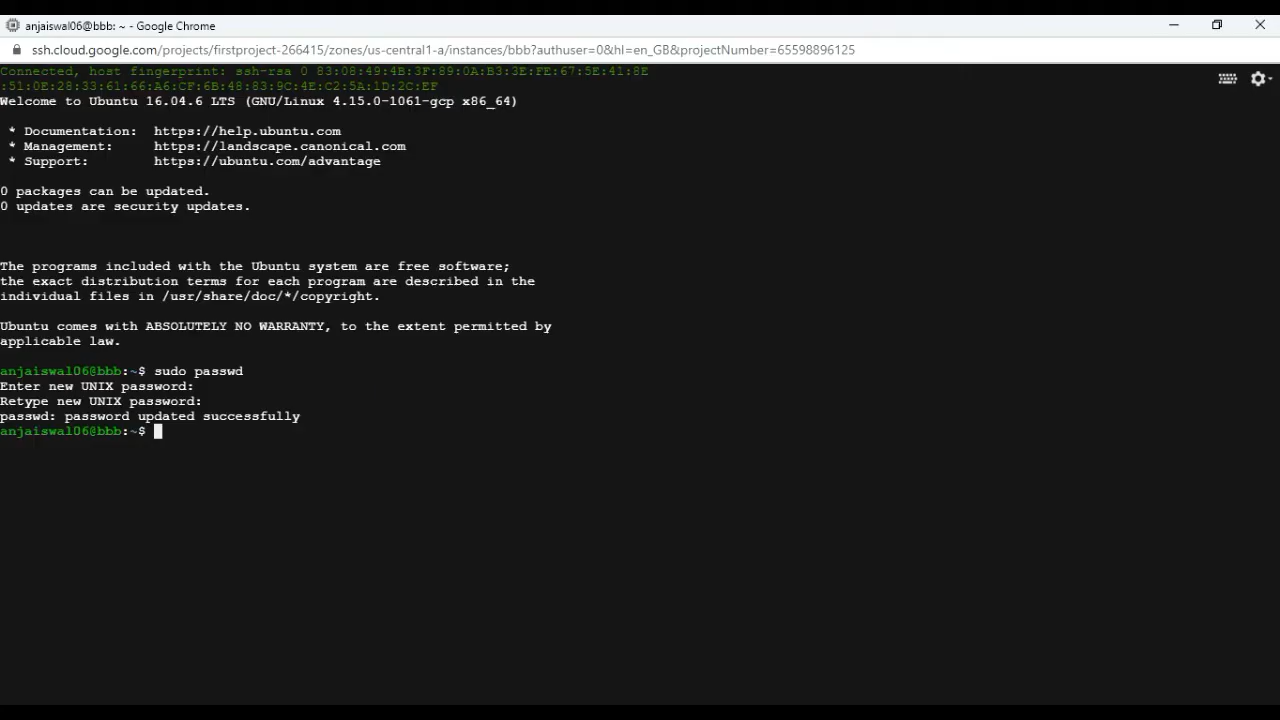 anjaiswal06@bbb: ~ - Google Chrome
ssh.cloud.google.com/projects/firstproject-266415/zones/us-central1-a/instances/bbb?authuser=0&hl=en_GB&projectNumber=65598896125
Connected, host fingerprint: ssh-rsa 0 83:08:49:4B:3F:89:0A:B3:3E:FE:67:5E:41:8E
:51:0E:28:33:61:66:A6:CF:6B:48:83:9C:4E:C2:5A:1D:2C:EF
Welcome to Ubuntu 16.04.6 LTS (GNU/Linux 4.15.0-1061-gcp x86_64)
* Documentation: https://help.ubuntu.com
* Management: https://landscape.canonical.com
* Support: https://ubuntu.com/advantage
0 packages can be updated.
0 updates are security updates.
The programs included with the Ubuntu system are free software;
the exact distribution terms for each program are described in the
individual files in /usr/share/doc/*/copyright.
Ubuntu comes with ABSOLUTELY NO WARRANTY, to the extent permitted by
applicable law.
anjaiswal06@bbb:~$ sudo passwd
Enter new UNIX password:
Retype new UNIX password:
passwd: password updated successfully
anjaiswal06@bbb:~$